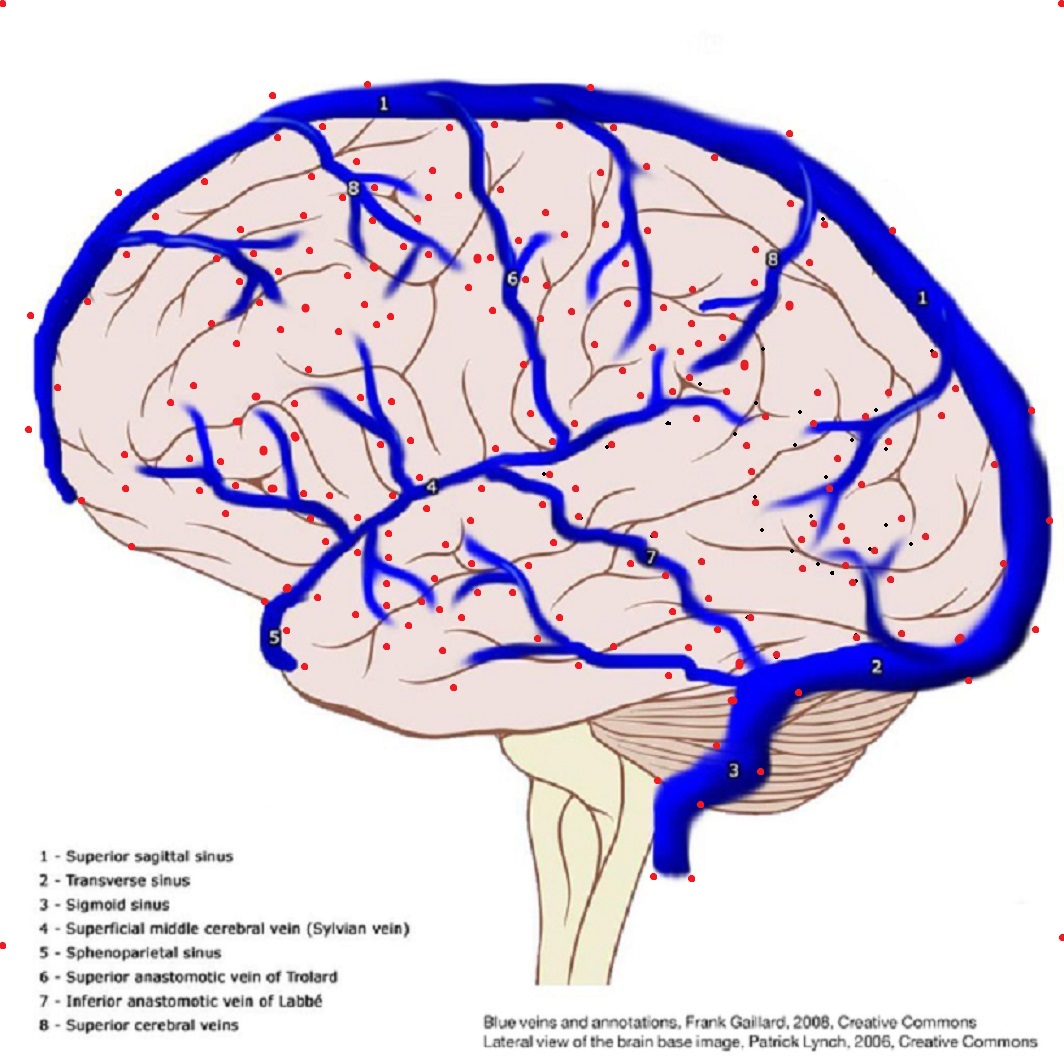 1
8
6
8
1
4
7
5
2
3
1 - Superior sagittal sinus
2 - Transverse sinus
3 - Sigmoid sinus
4 - Superficial middle cerebral vein (Sylvian vein)
5 - Sphenoparietal sinus
6 - Superior anastomotic vein of Trolard
7 - Inferior anastomotic vein of Labbé
8 - Superior cerebral veins
Blue veins and annotations, Frank Gaillard, 2008, Creative Commons
Lateral view of the brain base image, Patrick Lynch, 2006, Creative Commons